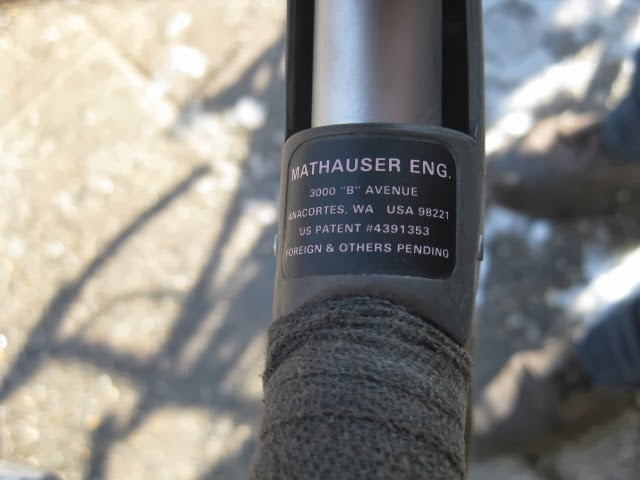 MATHAUSER ENG.
3000 "B" AVENUE
ANACORTES, WA USA 98221
US PATENT #4391353
FOREIGN & OTHERS PENDING